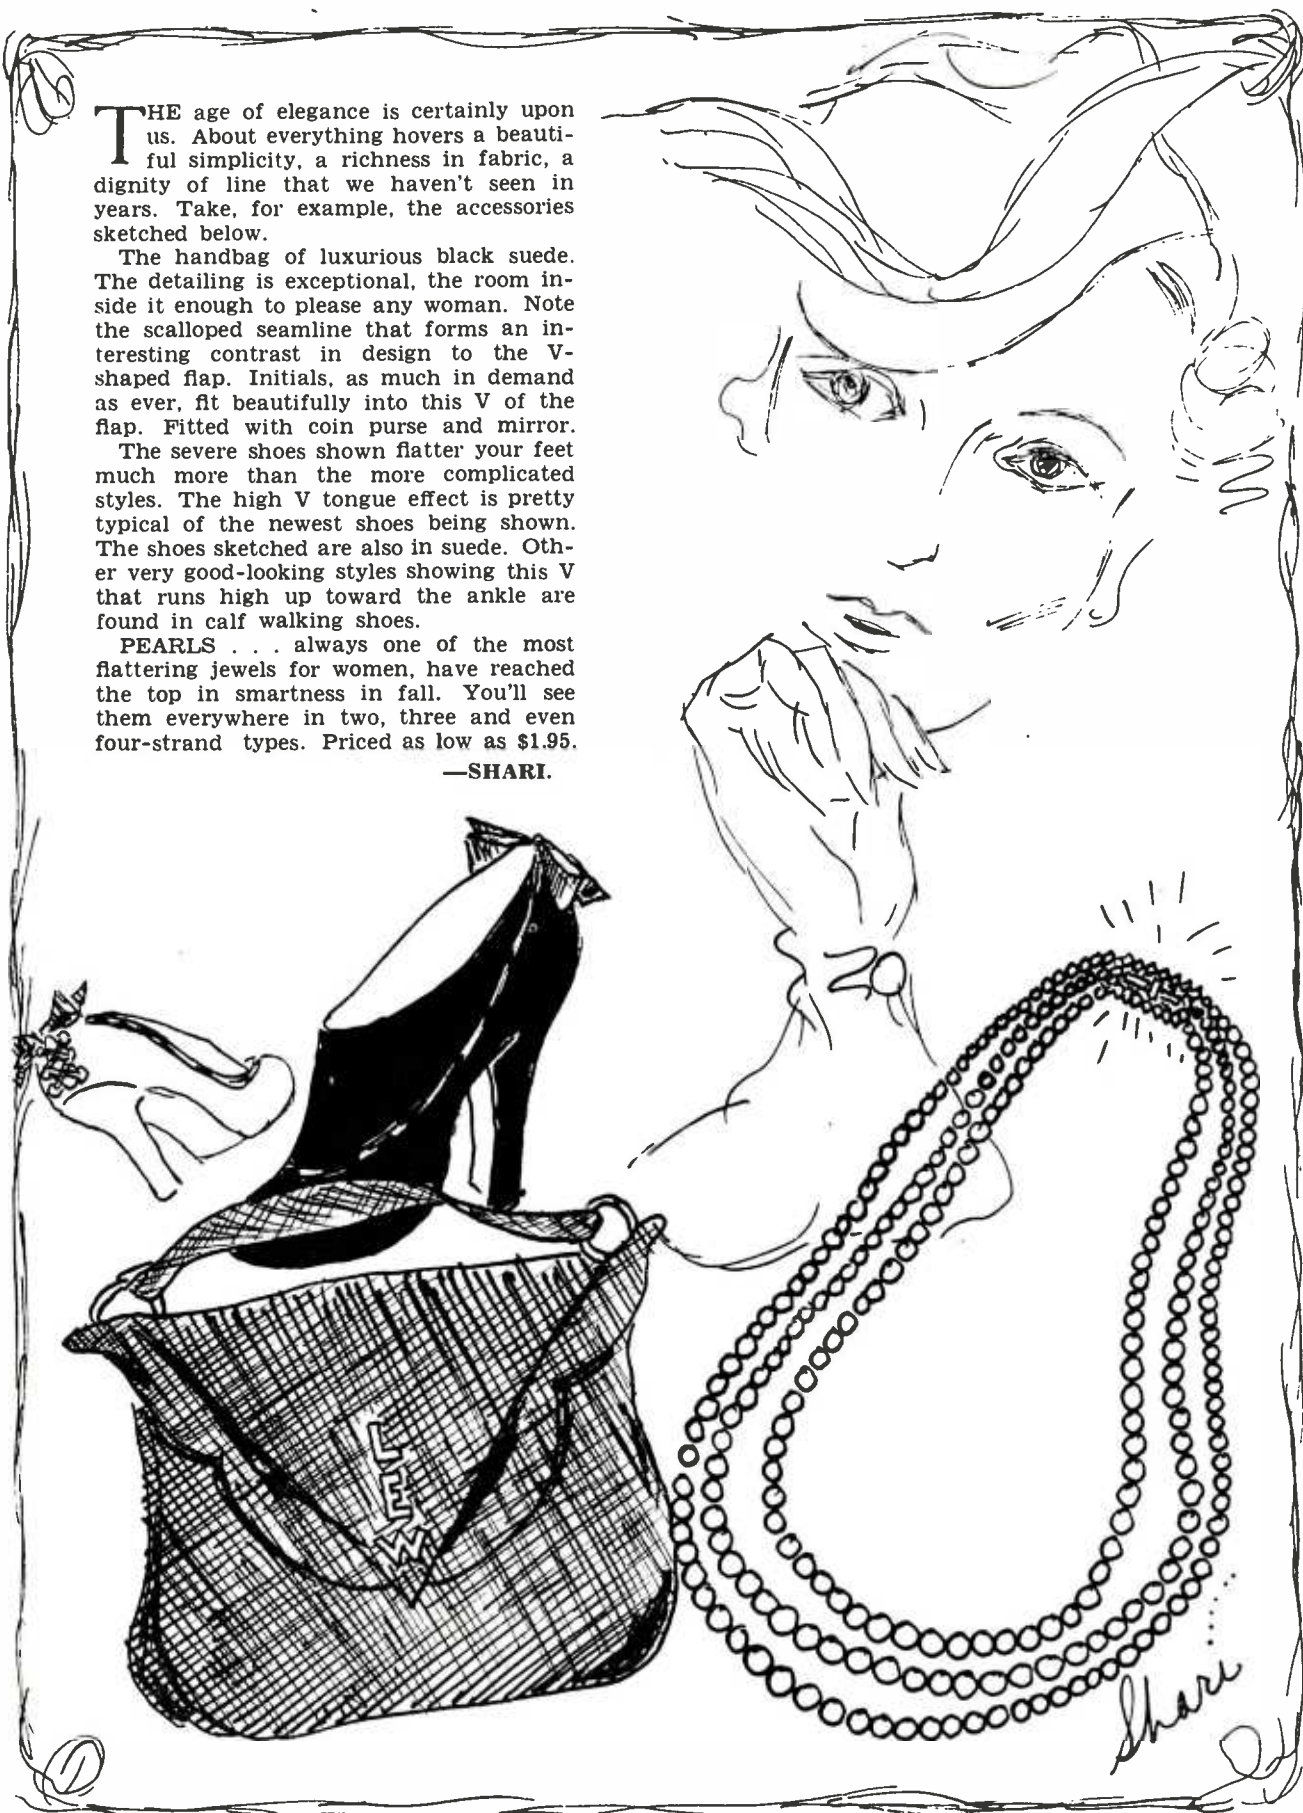 THE age of elegance is certainly upon
us. About everything hovers a beauti-
ful simplicity, a richness in fabric, a
dignity of line that we haven't seen in
years. Take, for example, the accessories
sketched below.
The handbag of luxurious black suede.
The detailing is exceptional, the room in-
side it enough to please any woman. Note
the scalloped seamline that forms an in-
teresting contrast in design to the V-
shaped flap. Initials, as much in demand
as ever, fit beautifully into this V of the
flap. Fitted with coin purse and mirror.
The severe shoes shown flatter your feet
much more than the more complicated
styles. The high V tongue effect is pretty
typical of the newest shoes being shown.
The shoes sketched are also in suede. Oth-
er very good-looking styles showing this V
that runs high up toward the ankle are
found in calf walking shoes.
PEARLS . . . always one of the most
flattering jewels for women, have reached
the top in smartness in fall. You'll see
them everywhere in two, three and even
four-strand types. Priced as low as $1.95.
—SHARI.
Shari